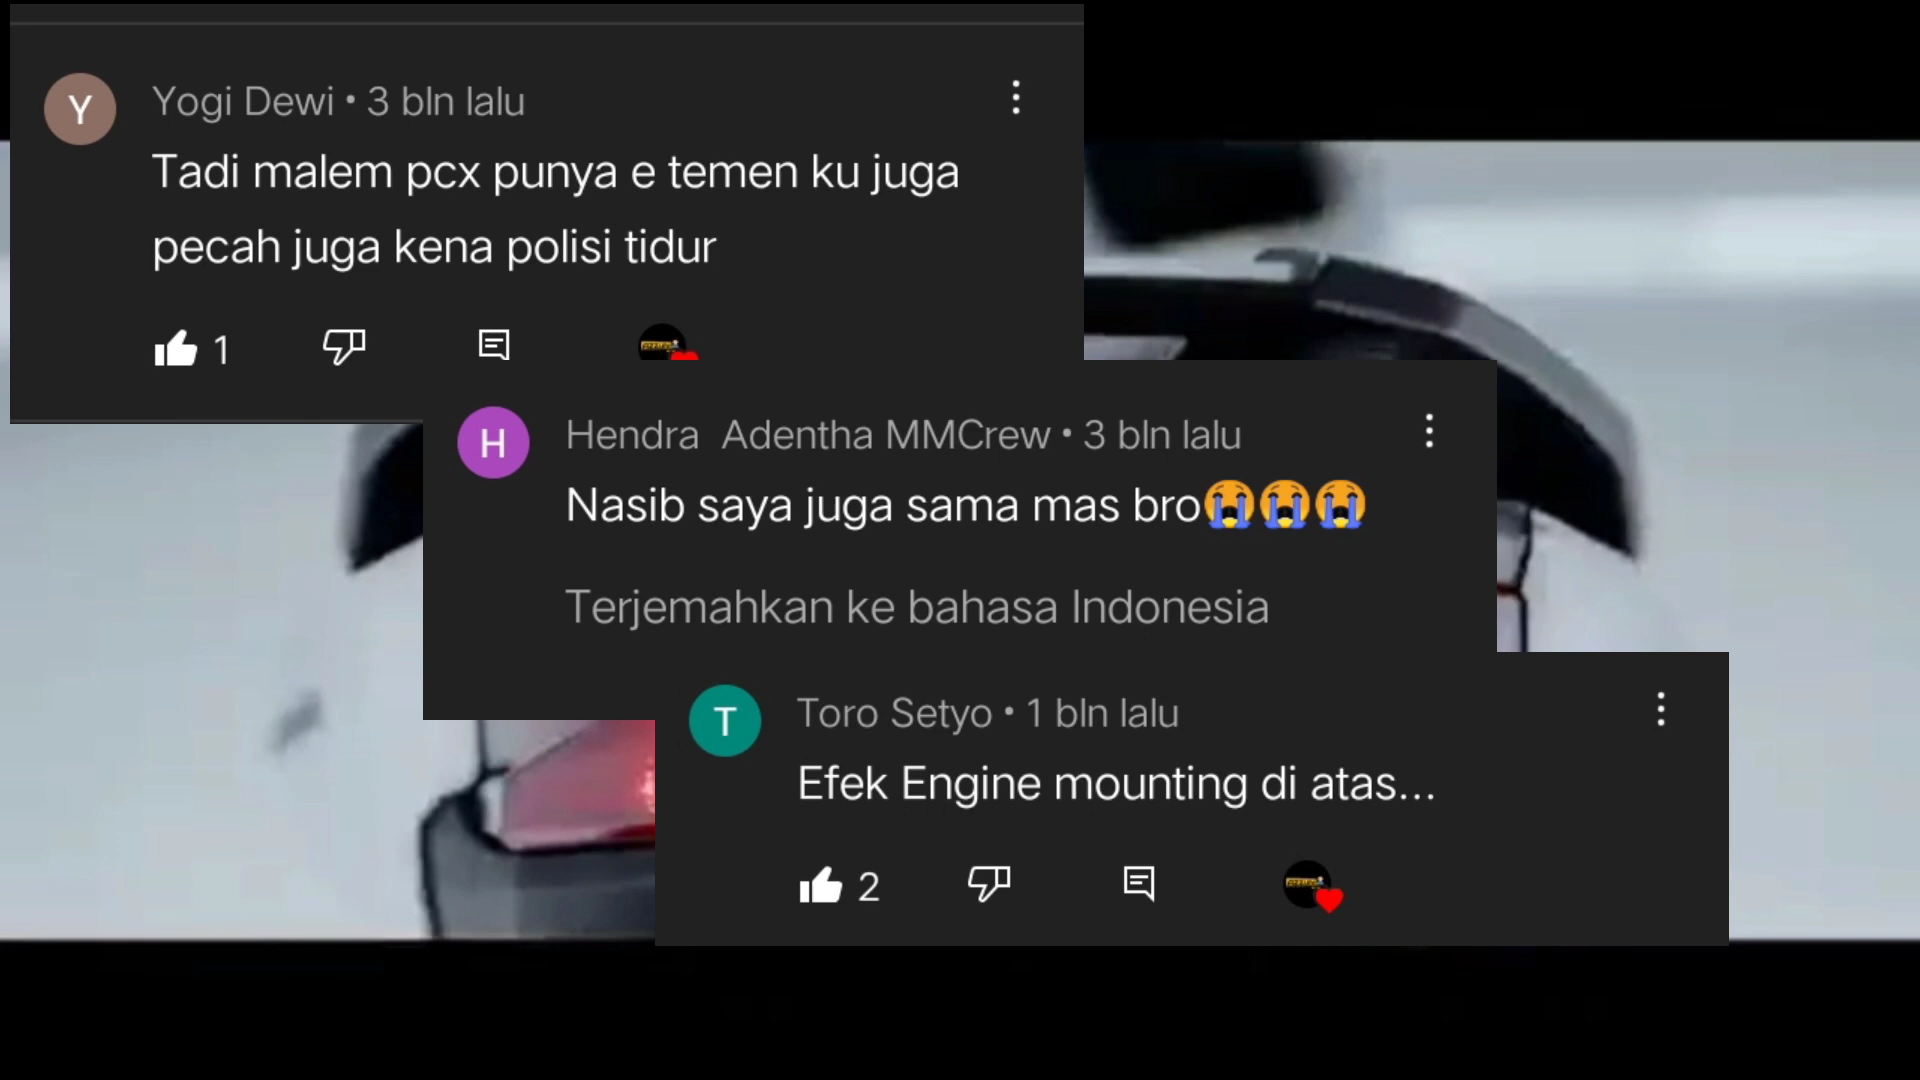 Y
Yogi Dewi • 3 bln lalu
Tadi malem pcx punya e temen ku juga
pecah juga kena polisi tidur
1
H
Hendra  Adentha MMCrew • 3 bln lalu
Nasib saya juga sama mas bro😭😭😭
Terjemahkan ke bahasa Indonesia
T
Toro Setyo • 1 bln lalu
Efek Engine mounting di atas...
2